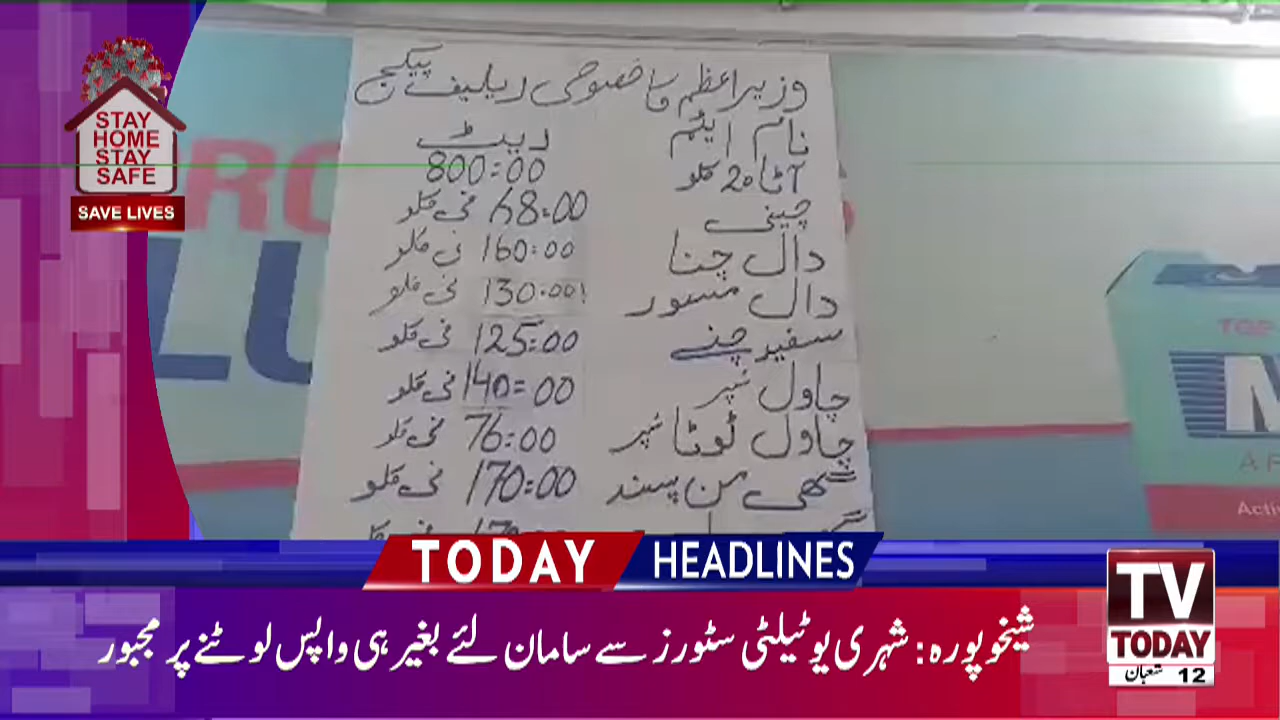 STAY
HOME
STAY
SAFE
SAVE LIVES
وزیراعظم کا خصوصی ریلیف پیکج
نام ایٹم ریٹ
آٹا 20 کلو 800:00
چینی 68:00 فی کلو
دال چنا 160:00 فی کلو
دال مسور 130:00 فی کلو
سفید چنے 125:00 فی کلو
چاول سپر 140=00 فی کلو
چاول ٹوٹا سپر 76:00 فی کلو
گھی من پسند 170:00 فی کلو
TOP
TODAY HEADLINES
شیخوپورہ: شہری یوٹیلٹی سٹورز سے سامان لئے بغیر ہی واپس لوٹنے پر مجبور
TV
TODAY
12 شعبان